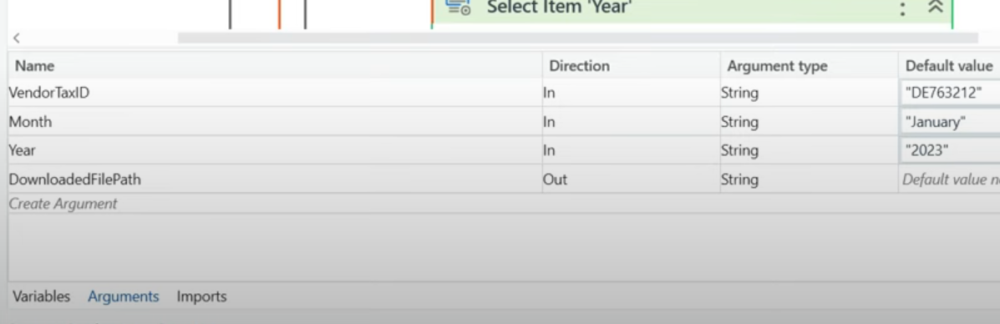 Select Item 'Year'
Name Direction Argument type Default value
VendorTaxID In String "DE763212"
Month In String "January"
Year In String "2023"
DownloadedFilePath Out String Default value n
Create Argument
Variables Arguments Imports